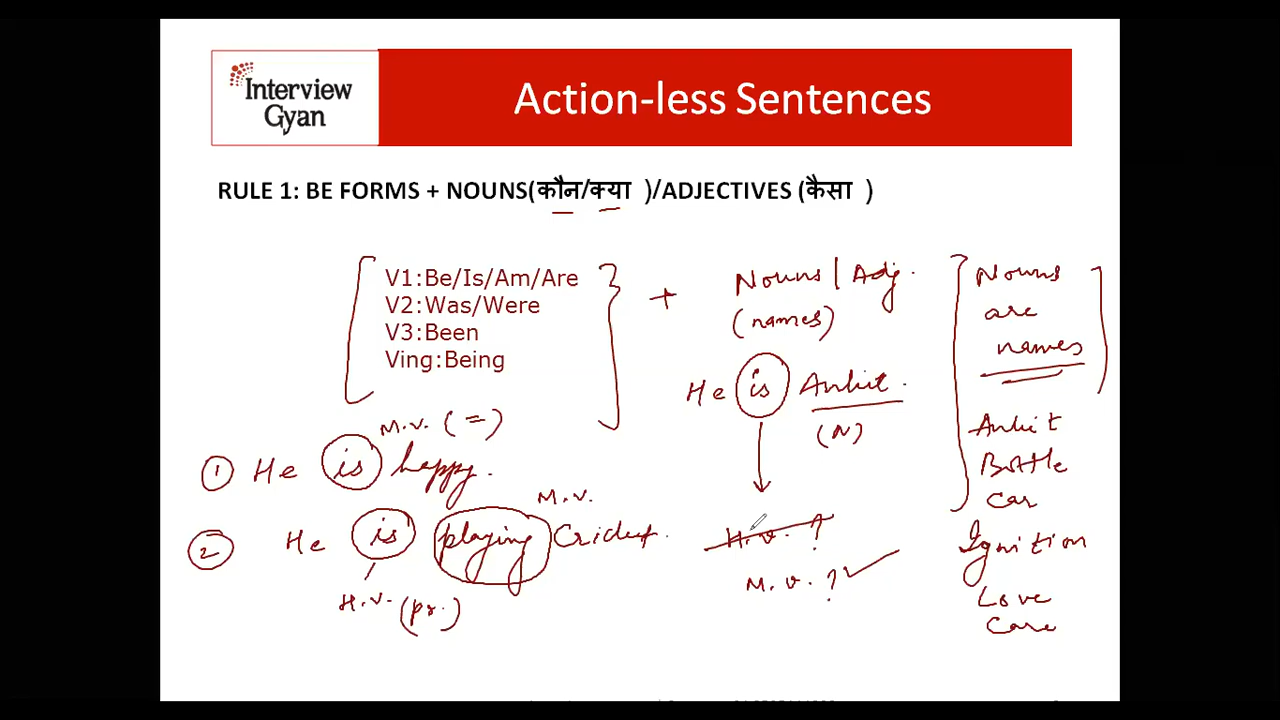 Interview
Gyan
Action-less Sentences
RULE 1: BE FORMS + NOUNS(कौन/क्या )/ADJECTIVES (कैसा )
V1:Be/Is/Am/Are
V2:Was/Were
V3:Been
Ving:Being
+
Nouns | Adj.
(names)
He is Ankit.
(N)
H.v. ?
M.v. ?
Nouns
are
names
Ankit
Bottle
Car
Ignition
Love
Care
M.v. (=)
1 He is happy.
M.v.
2 He is playing Cricket.
H.v. (pr.)